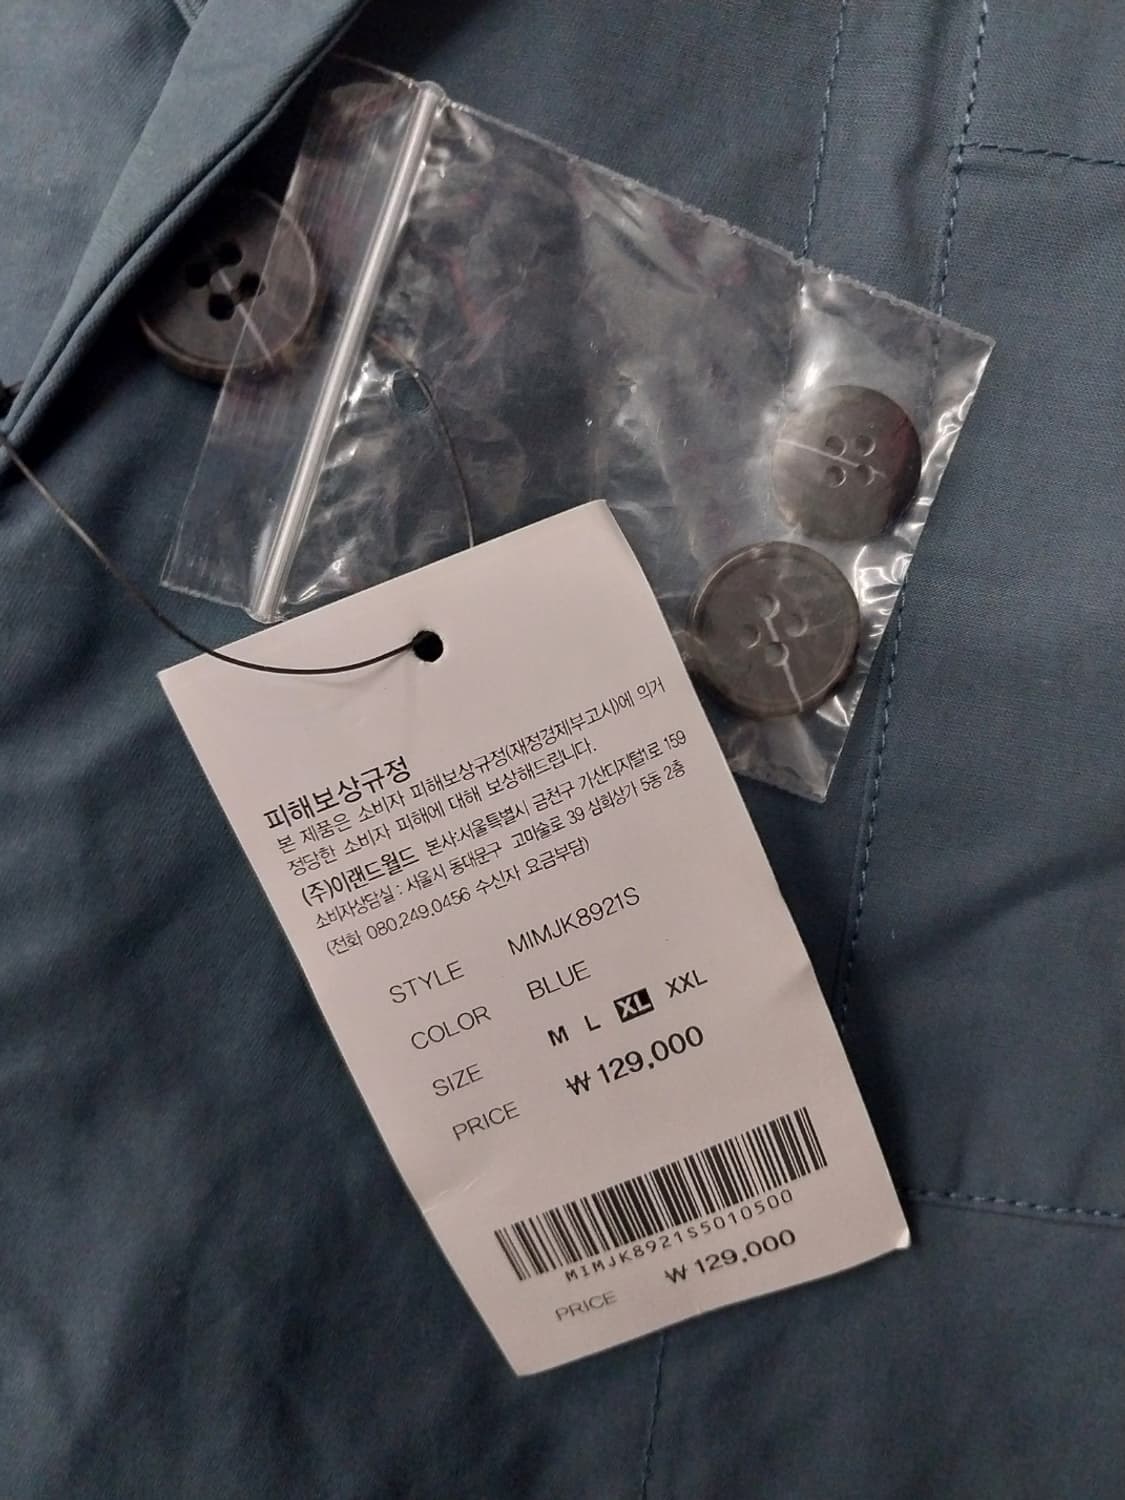 피해보상규정
본 제품은 소비자 피해보상규정(재정경제부고시)에 의거
정당한 소비자 피해에 대해 보상해드립니다.
(주)이랜드월드 본사:서울특별시 금천구 가산디지털1로 159
소비자상담실 : 서울시 동대문구 고미술로 39 삼희상가 5동 2층
(전화 080.249.0456 수신자 요금부담)
STYLE MIMJK8921S
COLOR BLUE
SIZE M L XL XXL
PRICE ₩129,000
MIMJK8921S5010500
PRICE ₩129,000